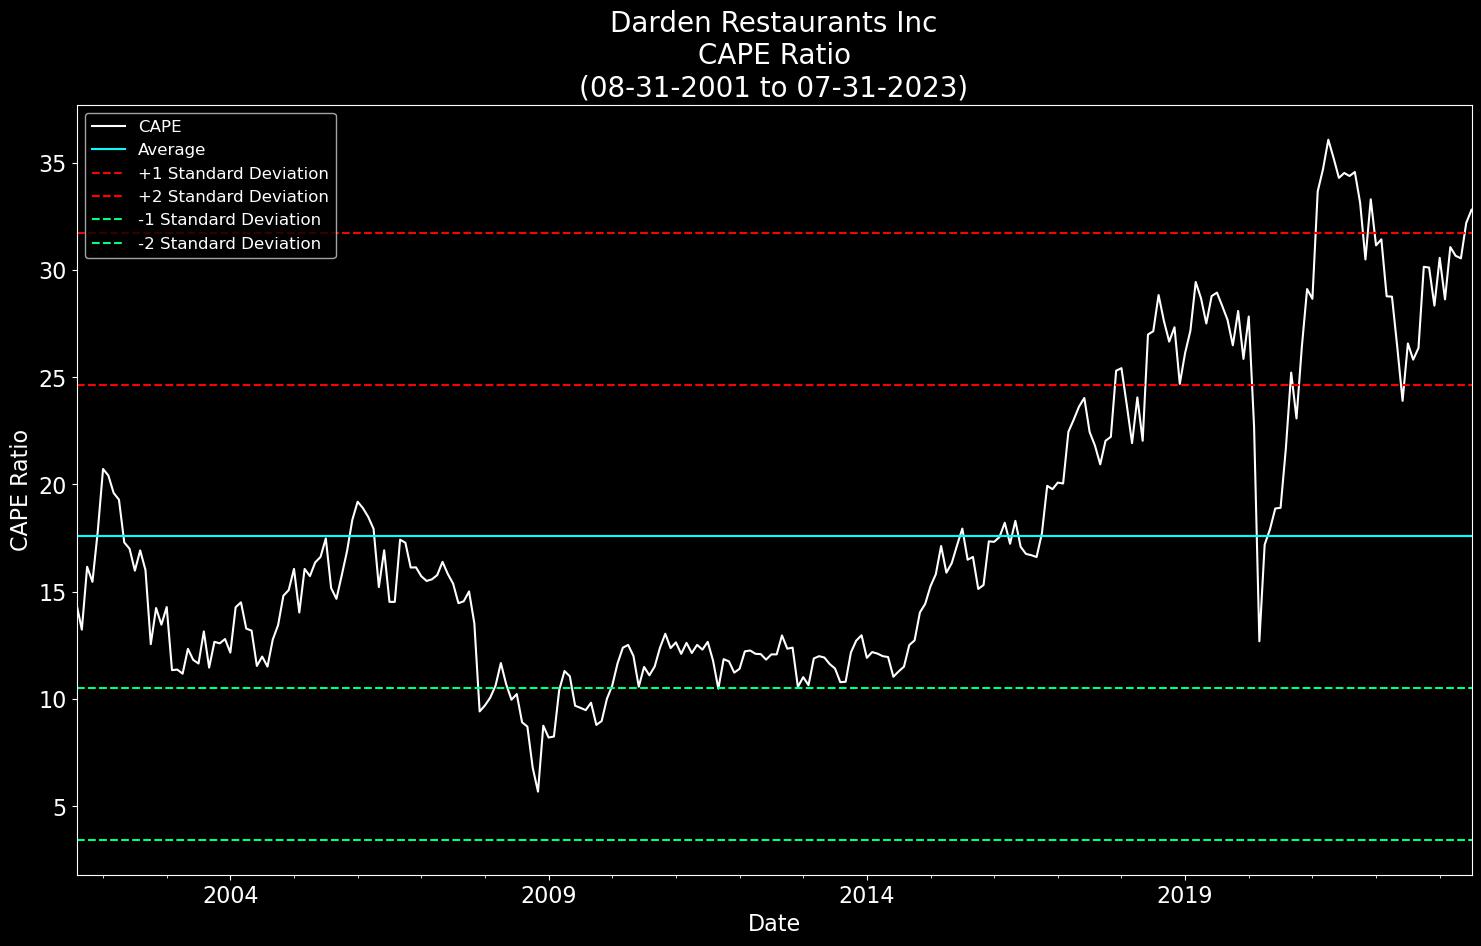 Darden Restaurants Inc
CAPE Ratio
(08-31-2001 to 07-31-2023)
CAPE
Average
+1 Standard Deviation
+2 Standard Deviation
-1 Standard Deviation
-2 Standard Deviation
35
30
25
20
15
10
5
CAPE Ratio
2004
2009
2014
2019
Date